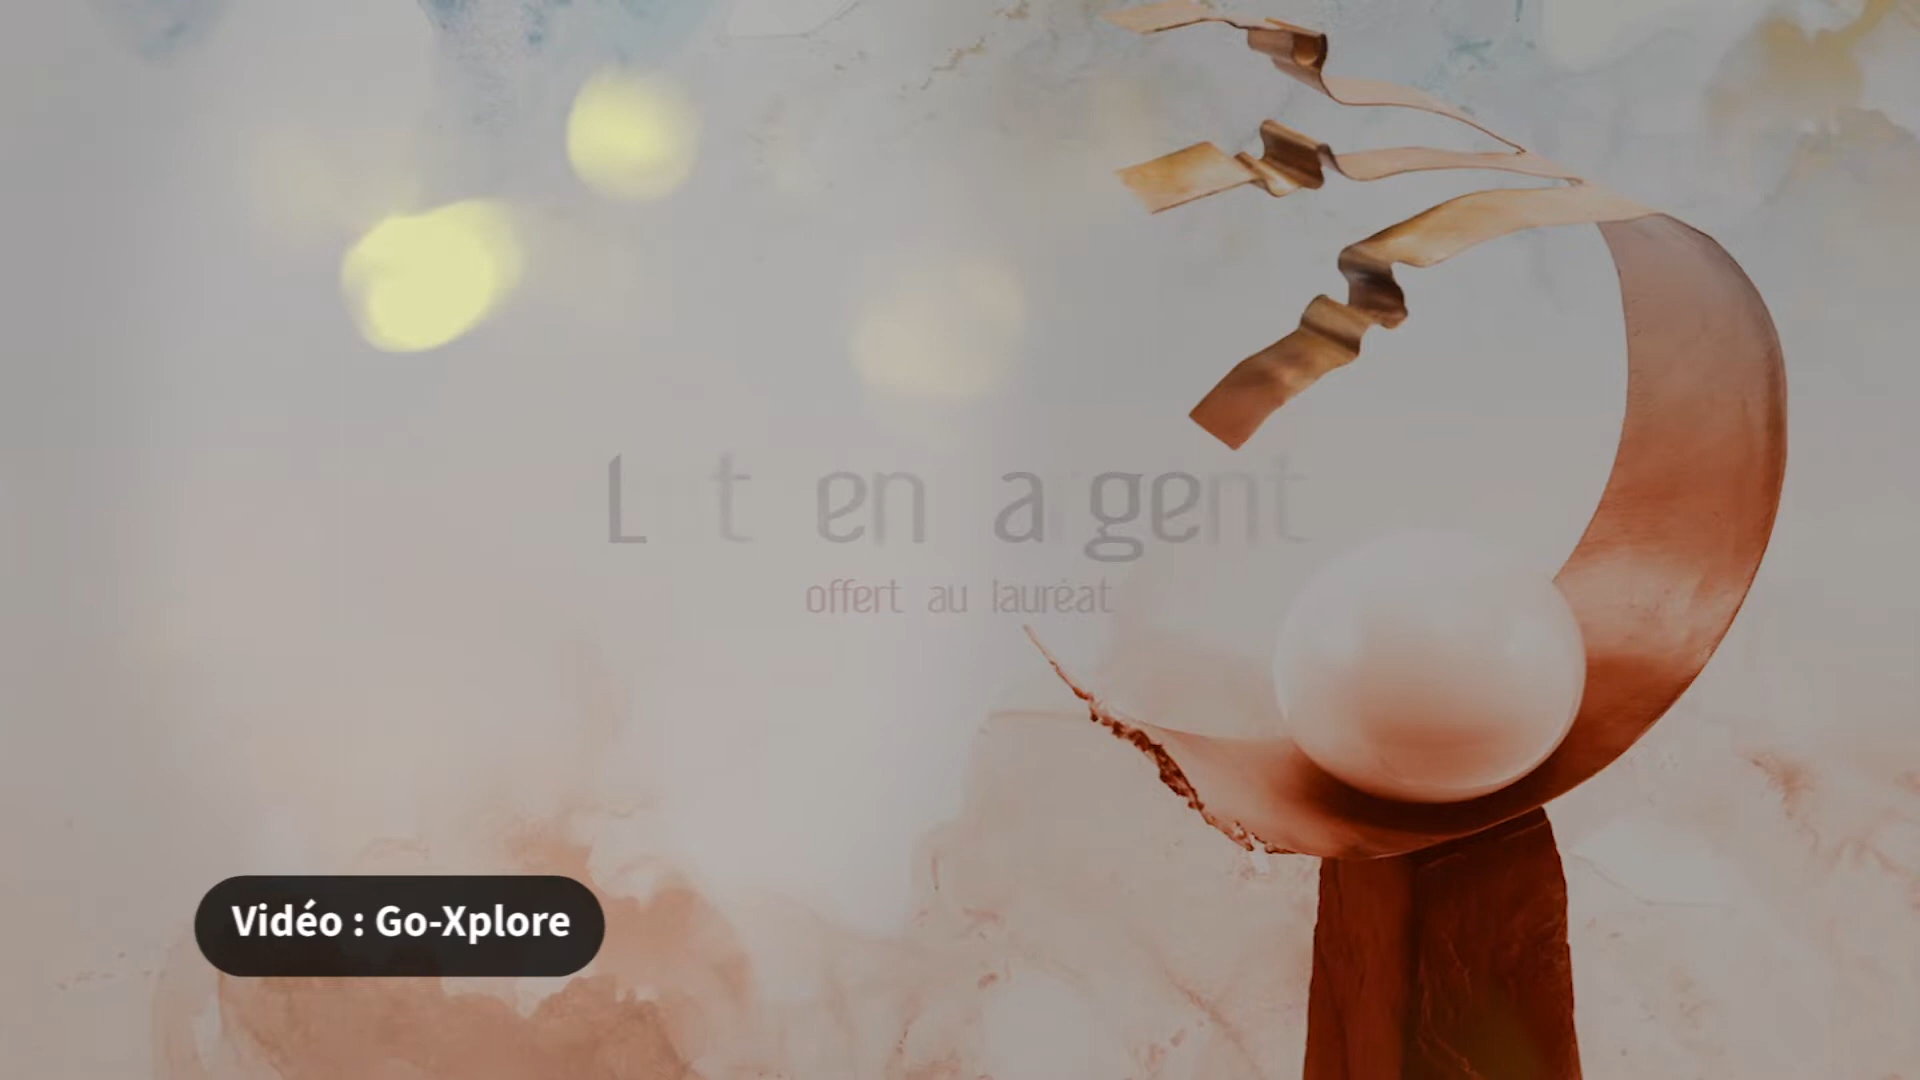 L t en argent
offert au lauréat
Vidéo : Go-Xplore